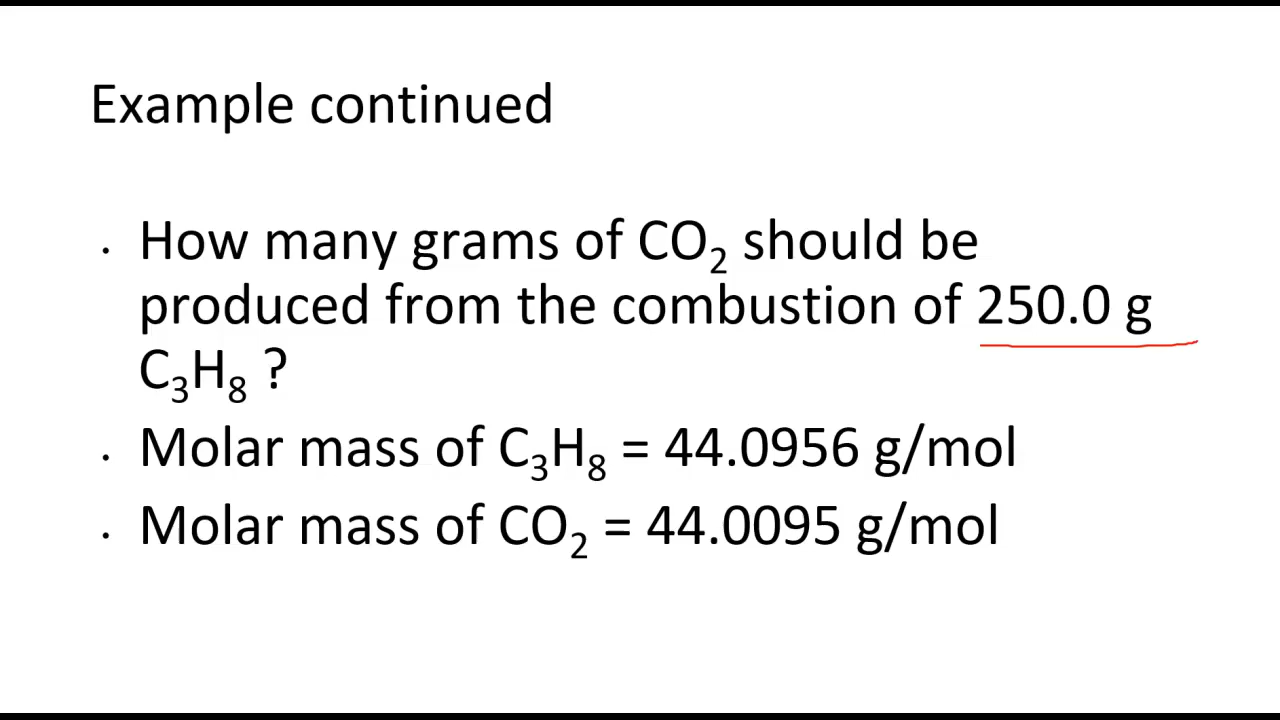 Example continued
• How many grams of CO₂ should be
produced from the combustion of 250.0 g
C₃H₈ ?
• Molar mass of C₃H₈ = 44.0956 g/mol
• Molar mass of CO₂ = 44.0095 g/mol